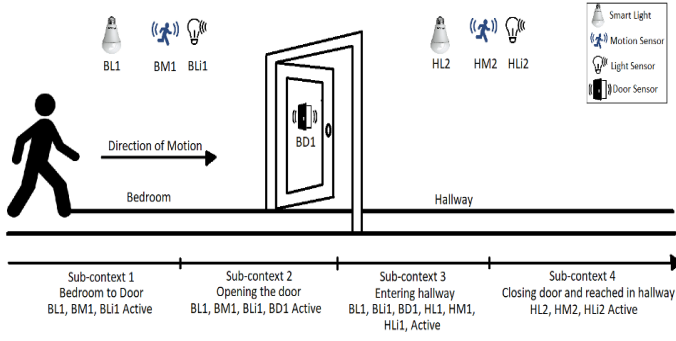 Smart Light
Motion Sensor
Light Sensor
Door Sensor
BL1 BM1 BLi1
HL2 HM2 HLi2
BD1
Direction of Motion
Bedroom
Hallway
Sub-context 1
Bedroom to Door
BL1, BM1, BLi1 Active
Sub-context 2
Opening the door
BL1, BM1, BLi1, BD1 Active
Sub-context 3
Entering hallway
BL1, BLi1, BD1, HL1, HM1,
HLi1, Active
Sub-context 4
Closing door and reached in hallway
HL2, HM2, HLi2 Active